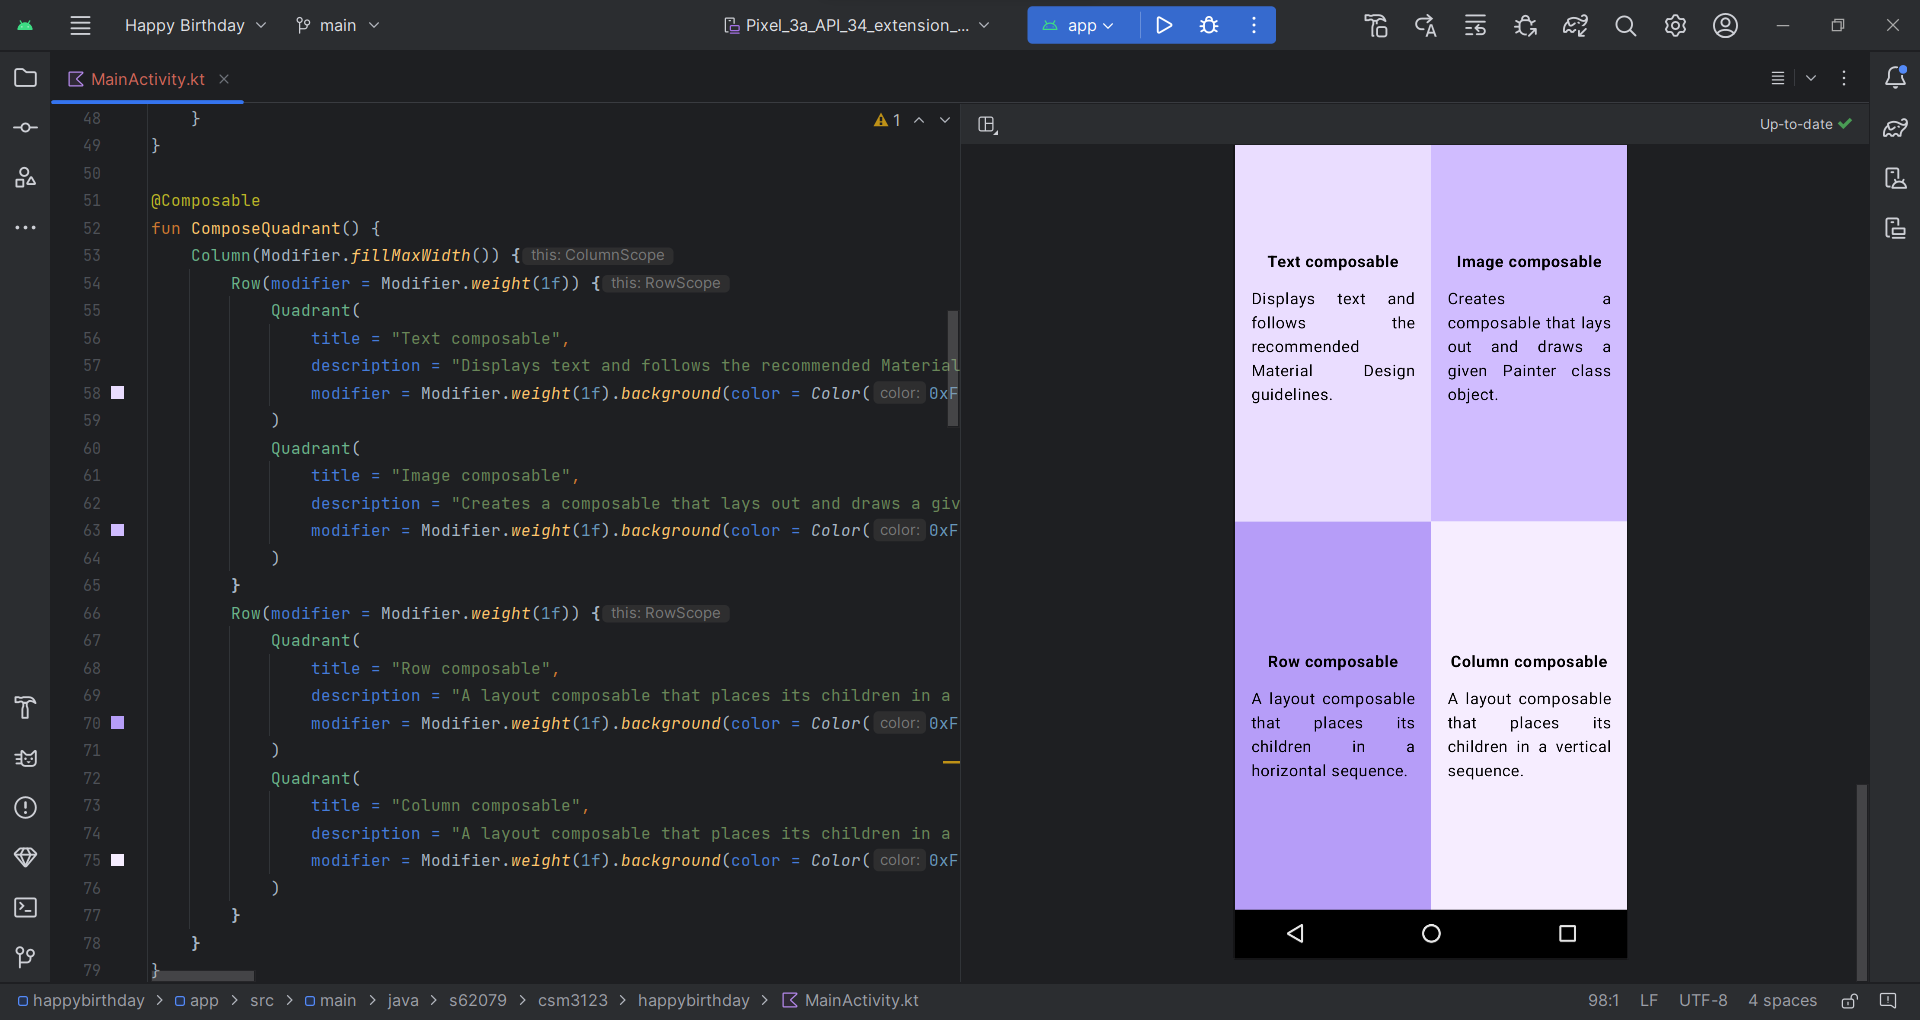 Happy Birthday
main
Pixel_3a_API_34_extension_...
app
MainActivity.kt
1
Up-to-date
48 }
49 }
50
51 @Composable
52 fun ComposeQuadrant() {
53 Column(Modifier.fillMaxWidth()) { this: ColumnScope
54 Row(modifier = Modifier.weight(1f)) { this: RowScope
55 Quadrant(
56 title = "Text composable",
57 description = "Displays text and follows the recommended Material
58 modifier = Modifier.weight(1f).background(color = Color( color: 0xF
59 )
60 Quadrant(
61 title = "Image composable",
62 description = "Creates a composable that lays out and draws a giv
63 modifier = Modifier.weight(1f).background(color = Color( color: 0xF
64 )
65 }
66 Row(modifier = Modifier.weight(1f)) { this: RowScope
67 Quadrant(
68 title = "Row composable",
69 description = "A layout composable that places its children in a
70 modifier = Modifier.weight(1f).background(color = Color( color: 0xF
71 )
72 Quadrant(
73 title = "Column composable",
74 description = "A layout composable that places its children in a
75 modifier = Modifier.weight(1f).background(color = Color( color: 0xF
76 )
77 }
78 }
79 }
Text composable
Displays text and
follows the
recommended
Material Design
guidelines.
Image composable
Creates a
composable that lays
out and draws a
given Painter class
object.
Row composable
A layout composable
that places its
children in a
horizontal sequence.
Column composable
A layout composable
that places its
children in a vertical
sequence.
happybirthday > app > src > main > java > s62079 > csm3123 > happybirthday > MainActivity.kt
98:1 LF UTF-8 4 spaces